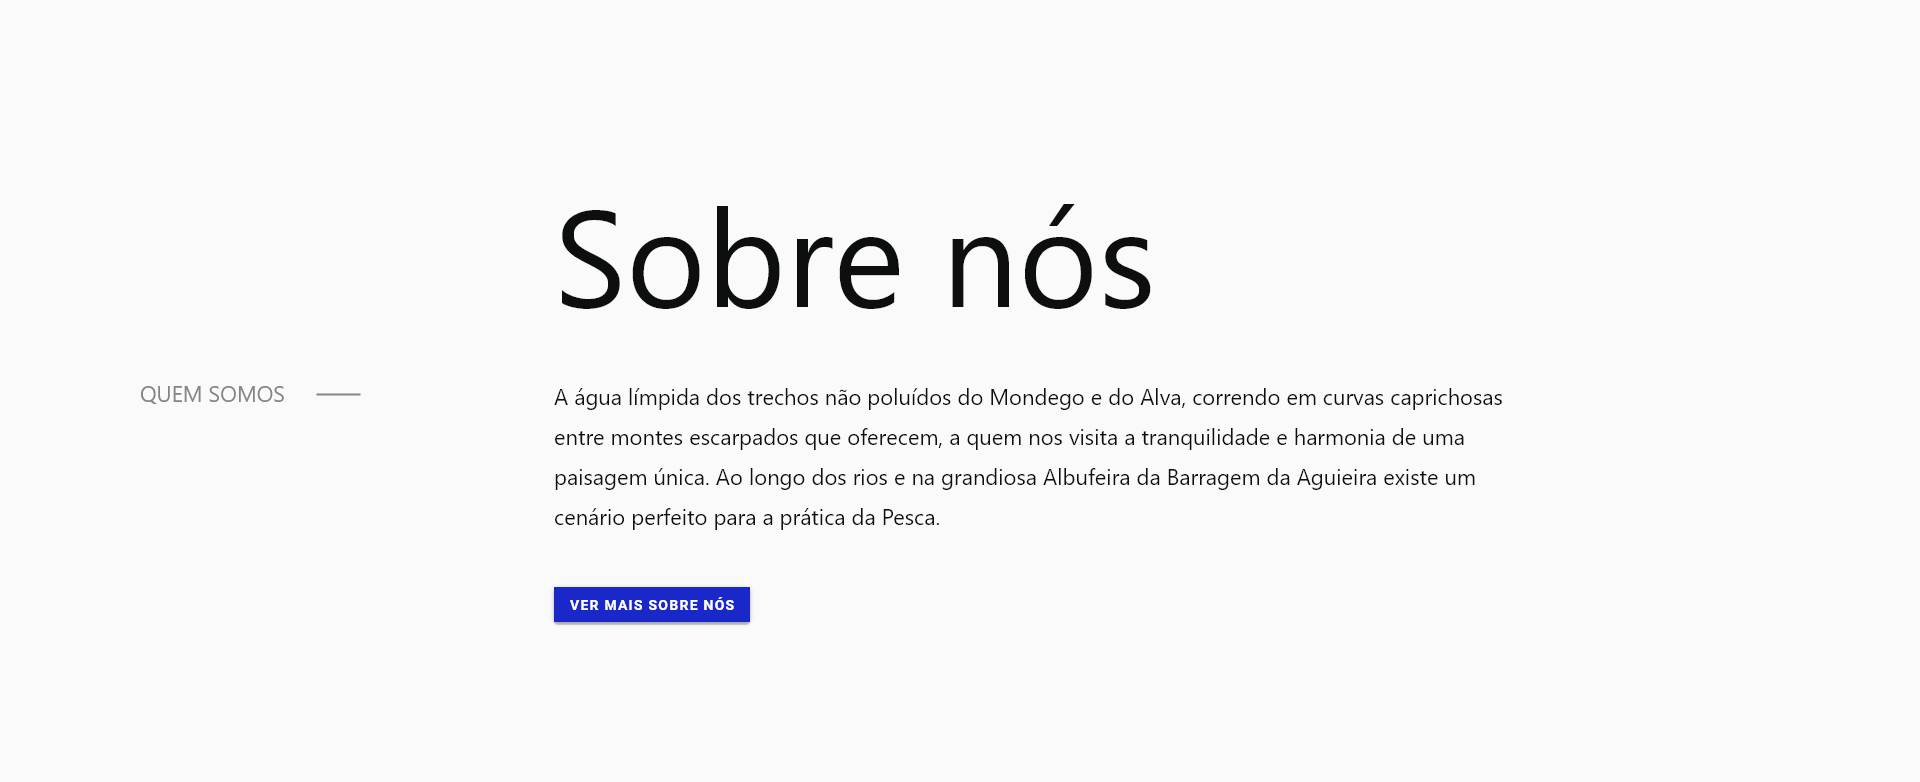 Sobre nós
QUEM SOMOS
A água límpida dos trechos não poluídos do Mondego e do Alva, correndo em curvas caprichosas
entre montes escarpados que oferecem, a quem nos visita a tranquilidade e harmonia de uma
paisagem única. Ao longo dos rios e na grandiosa Albufeira da Barragem da Aguieira existe um
cenário perfeito para a prática da Pesca.
VER MAIS SOBRE NÓS